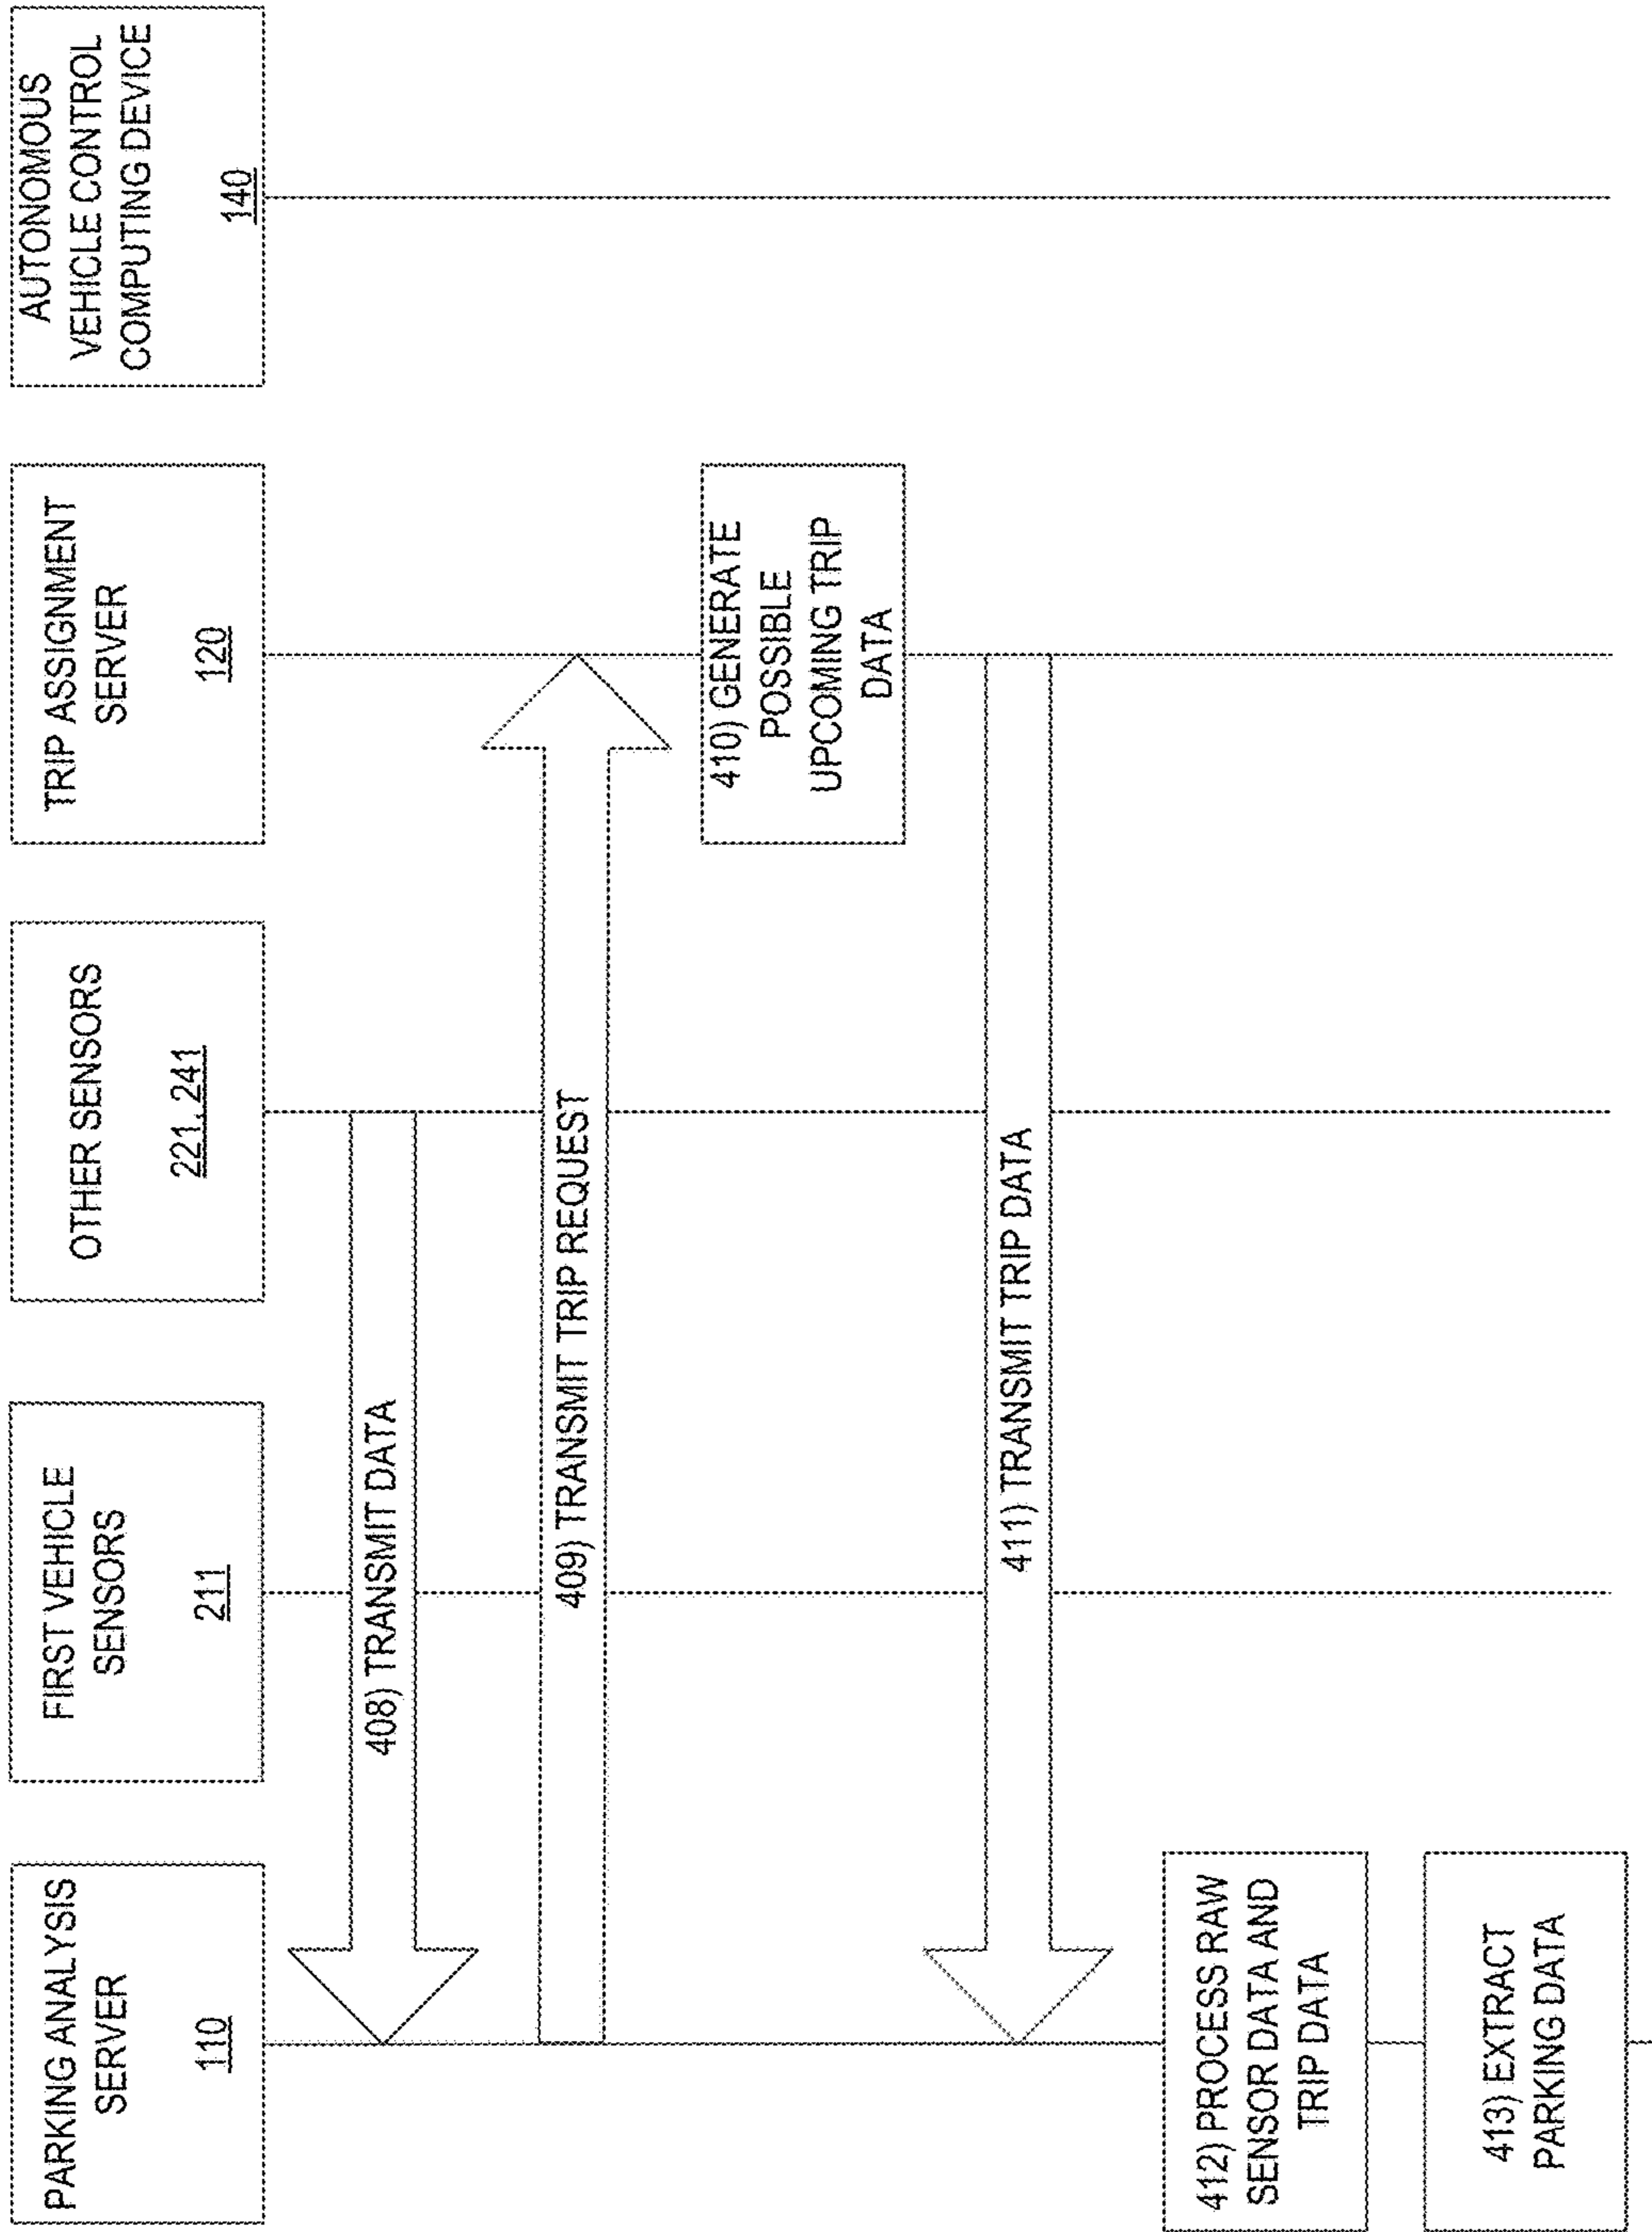 PARKING ANALYSIS
SERVER
110
FIRST VEHICLE
SENSORS
211
OTHER SENSORS
221, 241
TRIP ASSIGNMENT
SERVER
120
AUTONOMOUS
VEHICLE CONTROL
COMPUTING DEVICE
140
408) TRANSMIT DATA
409) TRANSMIT TRIP REQUEST
410) GENERATE
POSSIBLE
UPCOMING TRIP
DATA
411) TRANSMIT TRIP DATA
412) PROCESS RAW
SENSOR DATA AND
TRIP DATA
413) EXTRACT
PARKING DATA